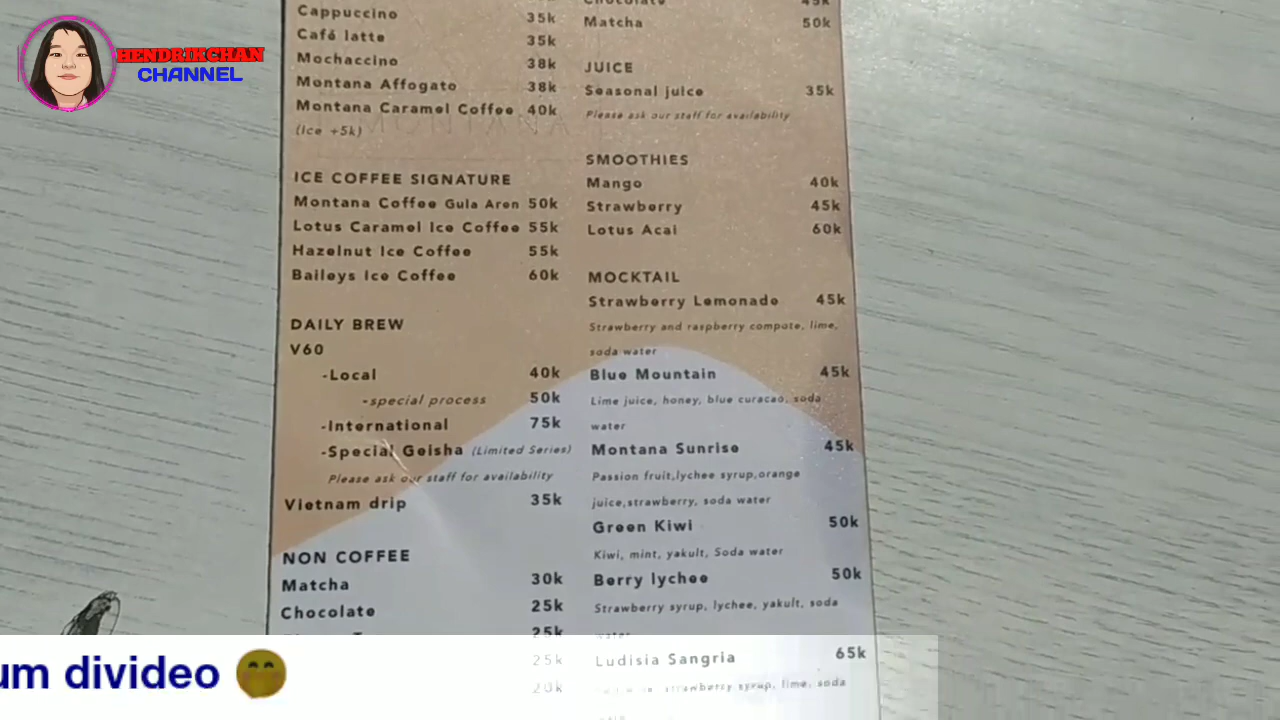 HENDRIKCHAN
CHANNEL
Cappuccino 35k
Café latte 35k
Mochaccino 38k
Montana Affogato 38k
Montana Caramel Coffee 40k
(ice +5k)
ICE COFFEE SIGNATURE
Montana Coffee Gula Aren 50k
Lotus Caramel Ice Coffee 55k
Hazelnut Ice Coffee 55k
Baileys Ice Coffee 60k
DAILY BREW
V60
-Local 40k
-special process 50k
-International 75k
-Special Geisha (Limited Series)
Please ask our staff for availability
Vietnam drip 35k
NON COFFEE
Matcha 30k
Chocolate 25k
25k
25k
20k
Chocolate 45k
Matcha 50k
JUICE
Seasonal juice 35k
Please ask our staff for availability
SMOOTHIES
Mango 40k
Strawberry 45k
Lotus Acai 60k
MOCKTAIL
Strawberry Lemonade 45k
Strawberry and raspberry compote, lime,
soda water
Blue Mountain 45k
Lime juice, honey, blue curacao, soda
water
Montana Sunrise 45k
Passion fruit,lychee syrup,orange
juice,strawberry, soda water
Green Kiwi 50k
Kiwi, mint, yakult, Soda water
Berry lychee 50k
Strawberry syrup, lychee, yakult, soda
water
Ludisia Sangria 65k
strawberry syrup, lime, soda
um divideo